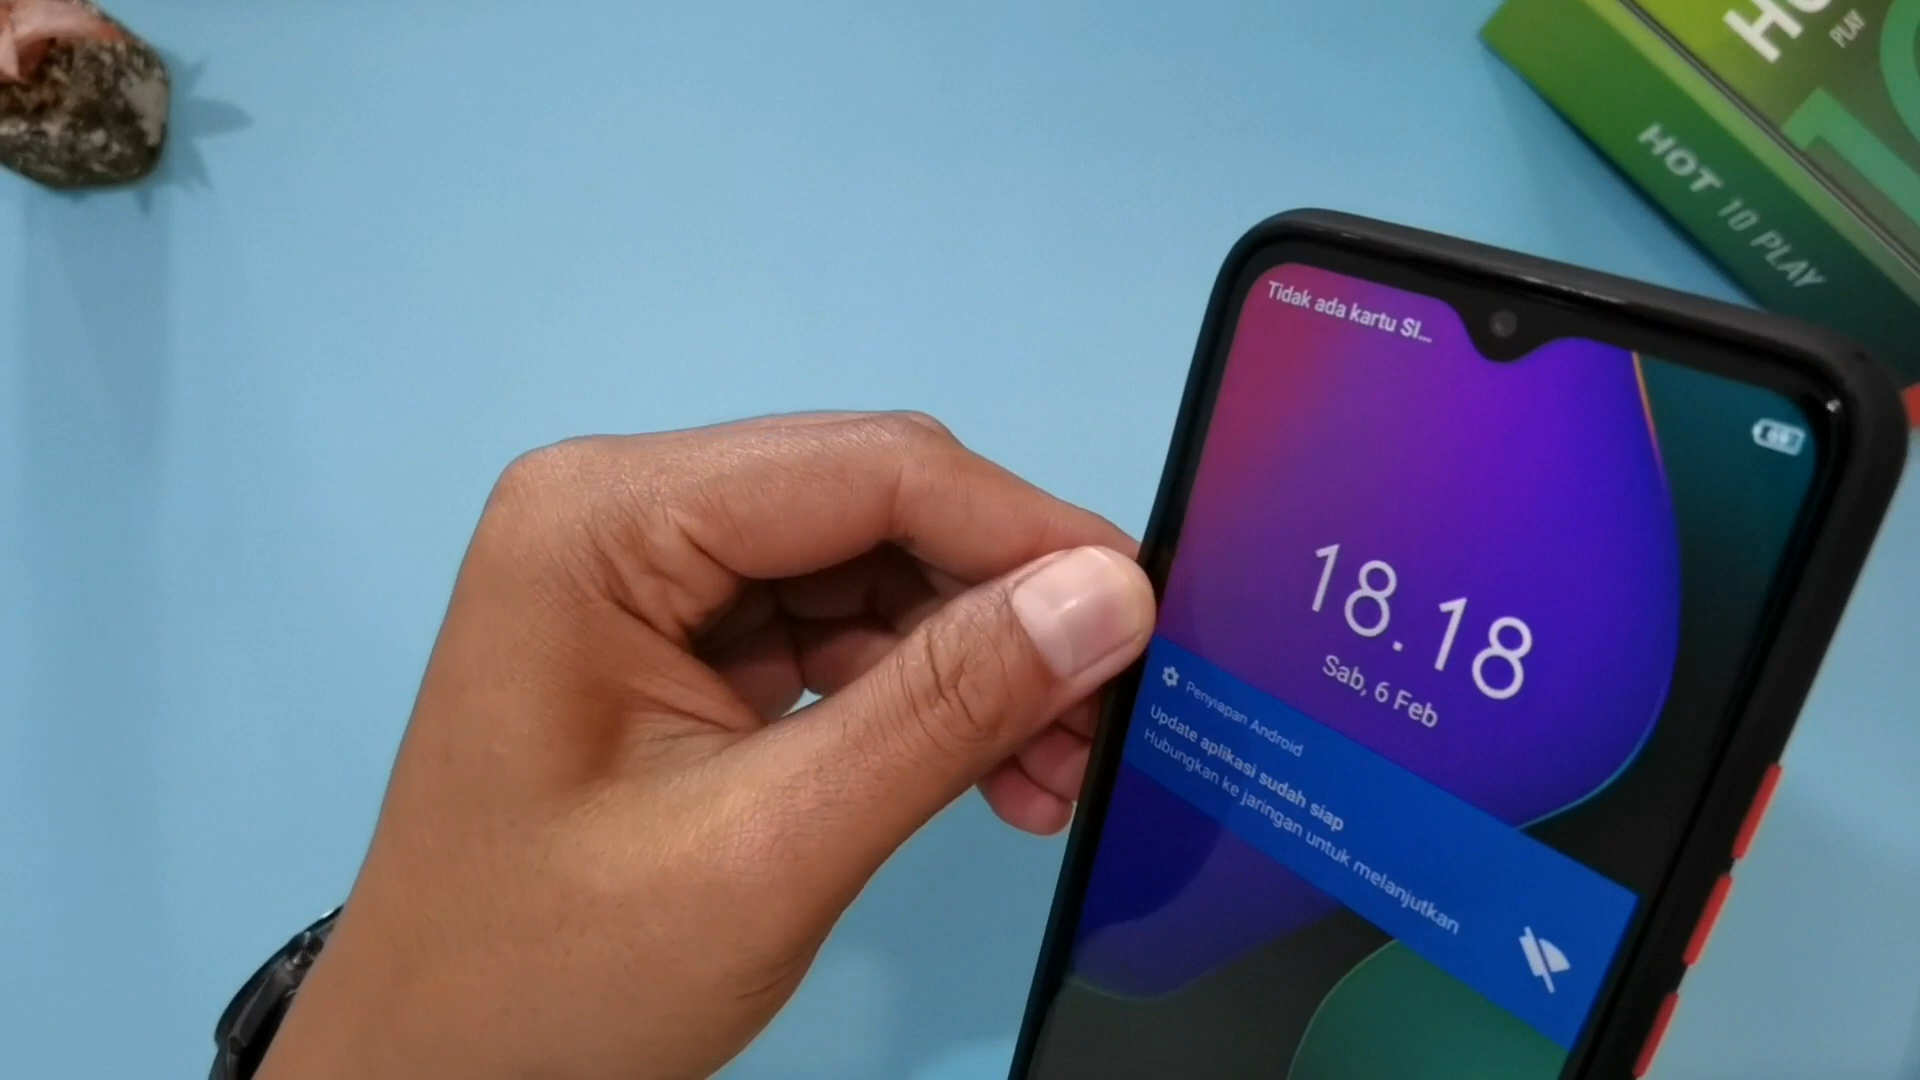 PLAY
HOT 10 PLAY
Tidak ada kartu SI...
18.18
Sab, 6 Feb
Penyiapan Android
Update aplikasi sudah siap
Hubungkan ke jaringan untuk melanjutkan